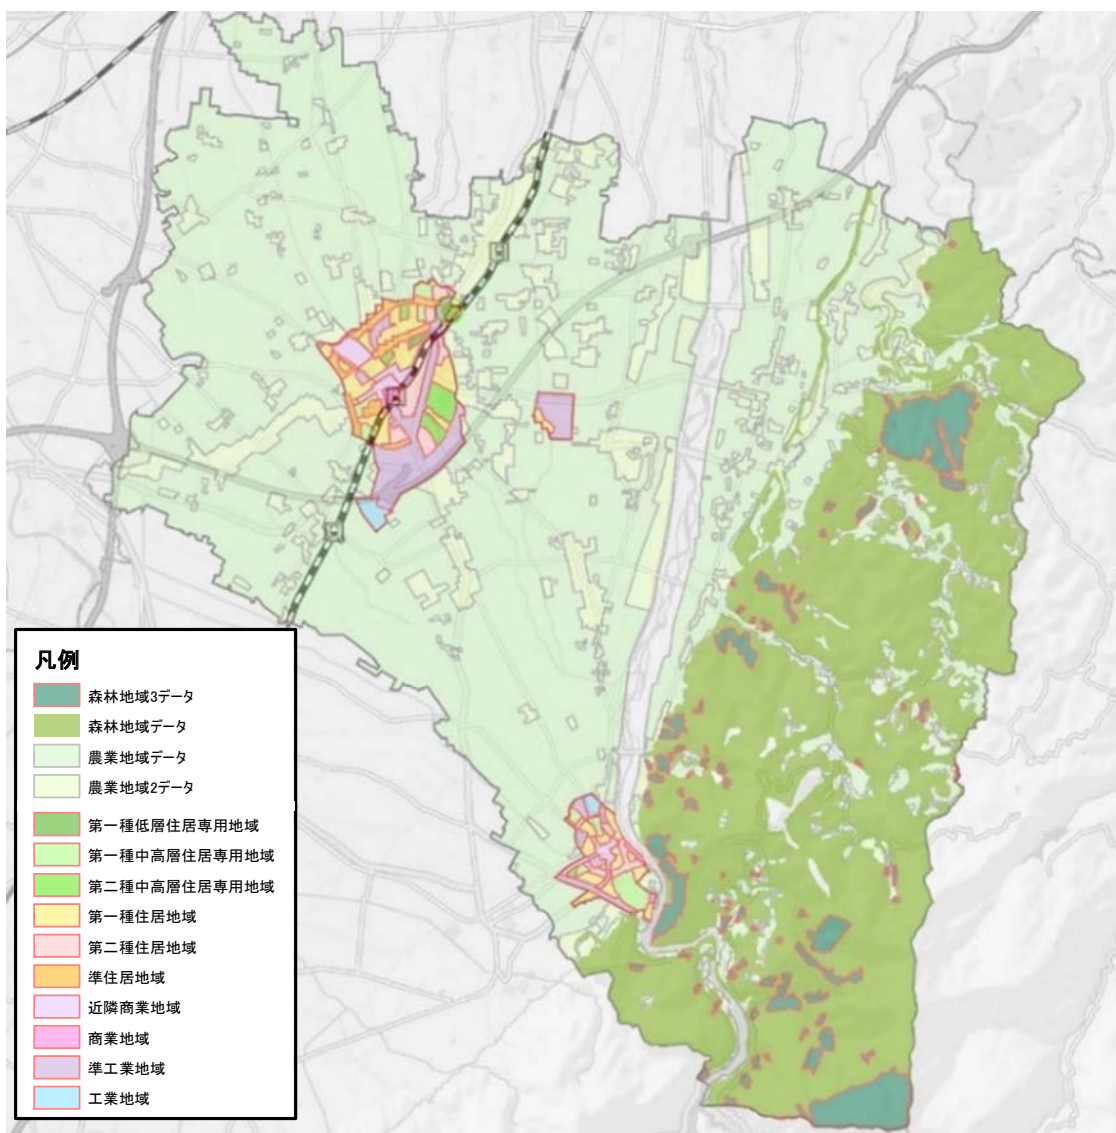 凡例
森林地域3データ
森林地域データ
農業地域データ
農業地域2データ
第一種低層住居専用地域
第一種中高層住居専用地域
第二種中高層住居専用地域
第一種住居地域
第二種住居地域
準住居地域
近隣商業地域
商業地域
準工業地域
工業地域